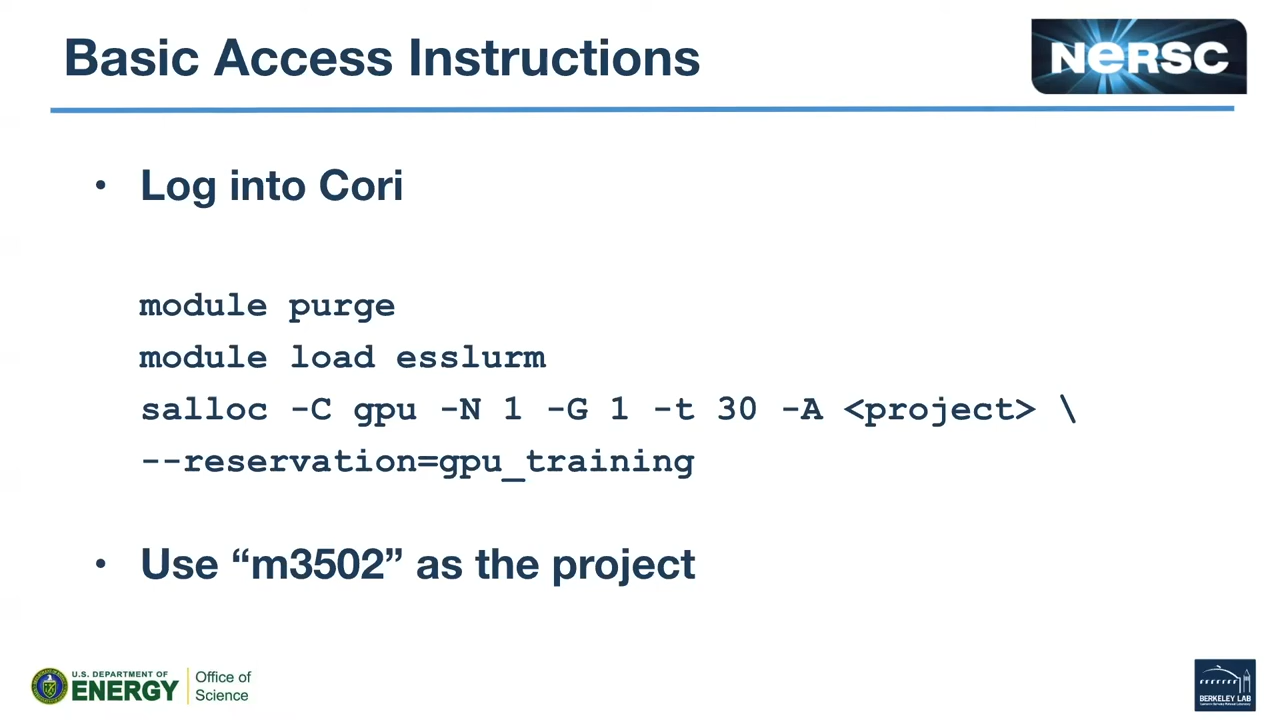 Basic Access Instructions
NERSC
• Log into Cori
module purge
module load esslurm
salloc -C gpu -N 1 -G 1 -t 30 -A <project> \
--reservation=gpu_training
• Use “m3502” as the project
U.S. DEPARTMENT OF
ENERGY
Office of
Science
BERKELEY LAB